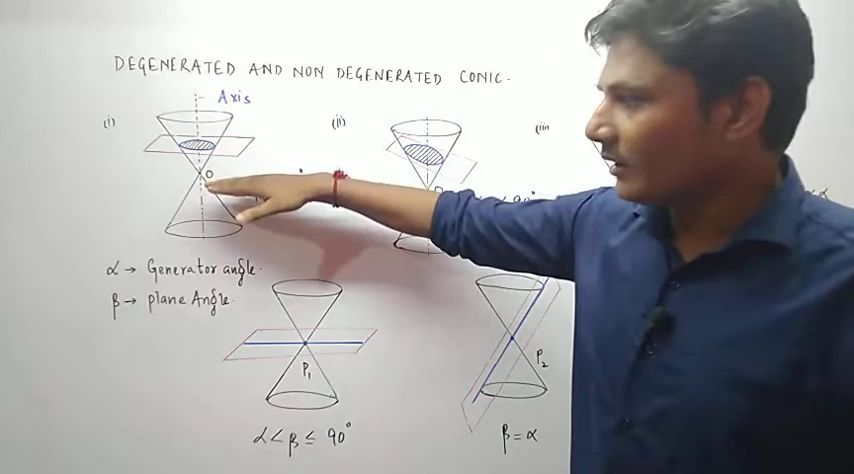 DEGENERATED AND NON DEGENERATED CONIC.
Axis
(i)
(ii)
(iii
O
α → Generator angle.
β → plane Angle.
P1
α < β ≤ 90°
P2
β = α